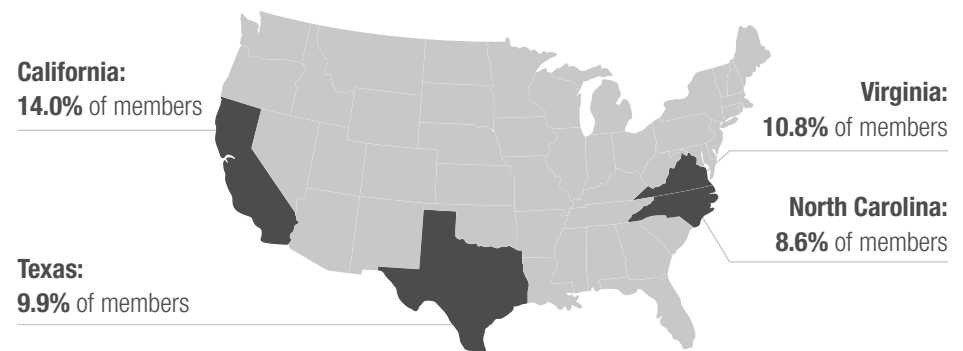 California:
14.0% of members
Virginia:
10.8% of members
North Carolina:
8.6% of members
Texas:
9.9% of members